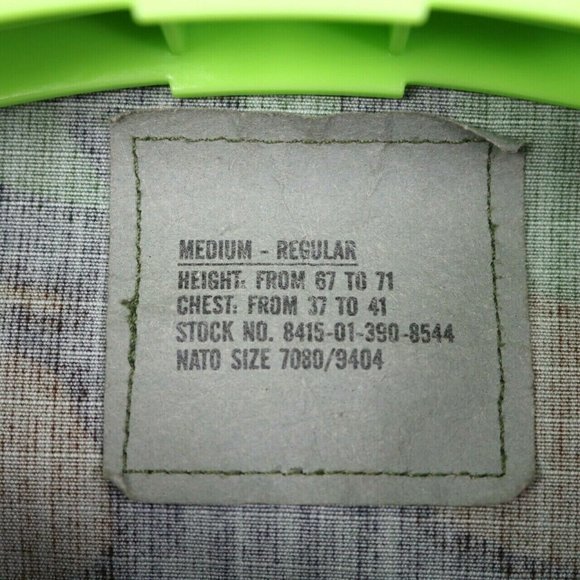 MEDIUM - REGULAR
HEIGHT: FROM 67 TO 71
CHEST: FROM 37 TO 41
STOCK NO. 8415-01-390-8544
NATO SIZE 7080/9404